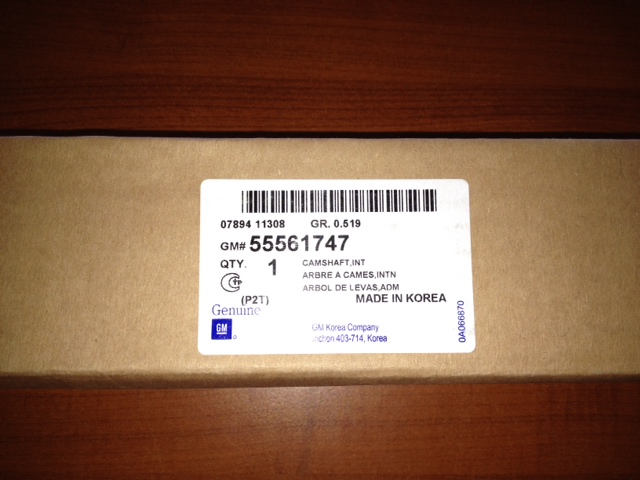 07894 11308 GR. 0.519
GM# 55561747
QTY. 1 CAMSHAFT,INT
ARBRE A CAMES,INTN
ARBOL DE LEVAS,ADM
(P2T) MADE IN KOREA
Genuine
GM
GM Korea Company
403-714, Korea
0A066870